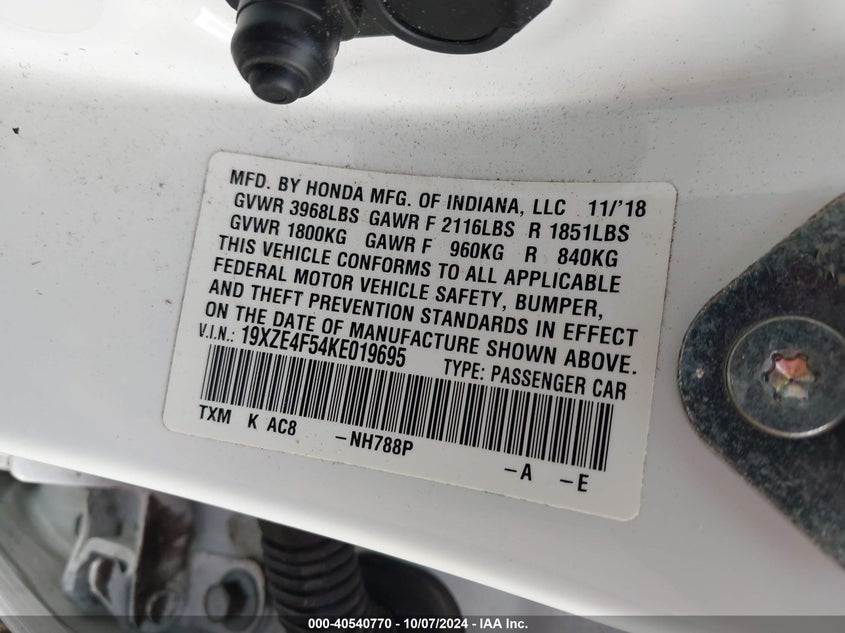 MFD. BY HONDA MFG. OF INDIANA, LLC 11/'18
GVWR 3968LBS GAWR F 2116LBS R 1851LBS
GVWR 1800KG GAWR F 960KG R 840KG
THIS VEHICLE CONFORMS TO ALL APPLICABLE
FEDERAL MOTOR VEHICLE SAFETY, BUMPER,
AND THEFT PREVENTION STANDARDS IN EFFECT
ON THE DATE OF MANUFACTURE SHOWN ABOVE.
V.I.N.: 19XZE4F54KE019695 TYPE: PASSENGER CAR
TXM K AC8 -NH788P -A -E
000-40540770 - 10/07/2024 - IAA Inc.